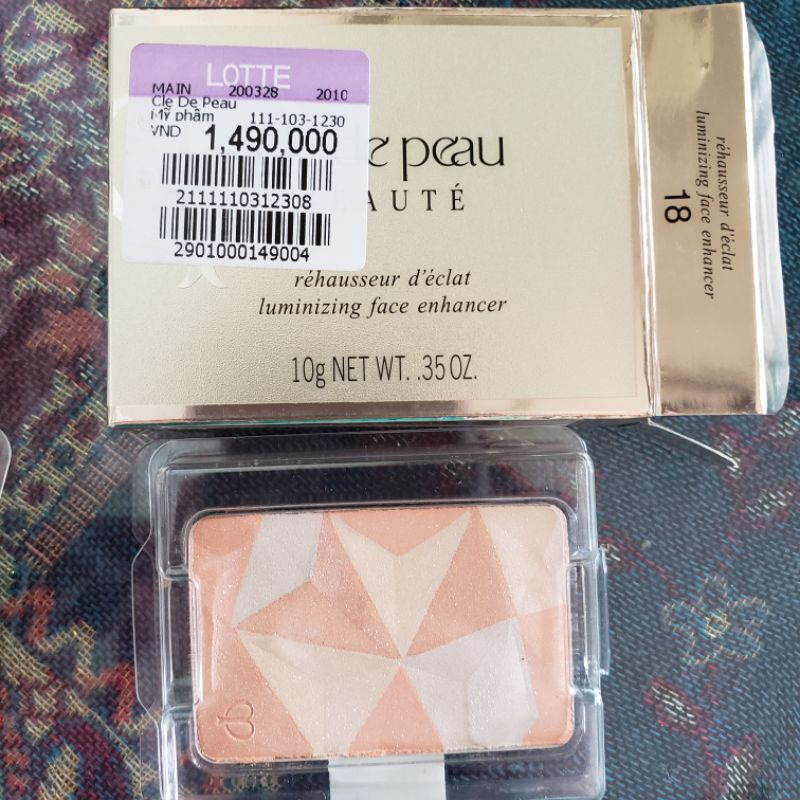 LOTTE
MAIN 200328 2010
Cle De Peau
Mỹ phẩm 111-103-1230
VND 1,490,000
2111110312308
2901000149004
peau
AUTÉ
réhausseur d'éclat
luminizing face enhancer
10g NET WT. .35 OZ.
réhausseur d'éclat
luminizing face enhancer
18